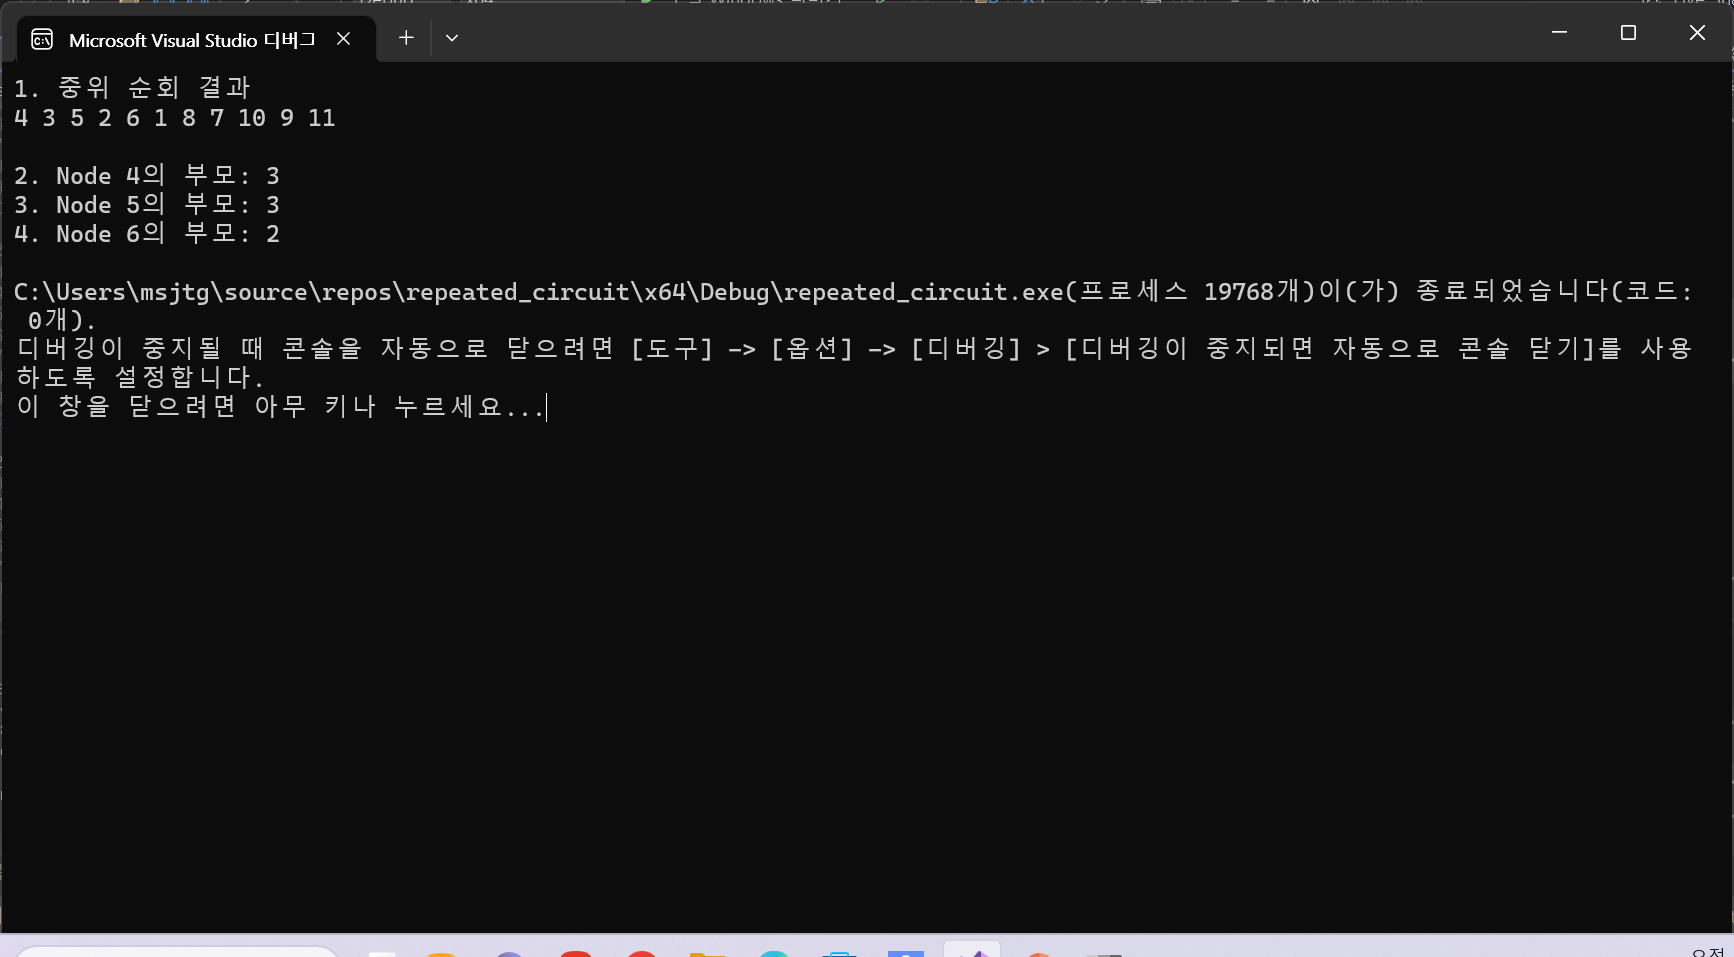 Microsoft Visual Studio 디버그
1. 중위 순회 결과
4 3 5 2 6 1 8 7 10 9 11
2. Node 4의 부모: 3
3. Node 5의 부모: 3
4. Node 6의 부모: 2
C:\Users\msjtg\source\repos\repeated_circuit\x64\Debug\repeated_circuit.exe(프로세스 19768개)이(가) 종료되었습니다(코드:
0개).
디버깅이 중지될 때 콘솔을 자동으로 닫으려면 [도구] -> [옵션] -> [디버깅] > [디버깅이 중지되면 자동으로 콘솔 닫기]를 사용
하도록 설정합니다.
이 창을 닫으려면 아무 키나 누르세요...